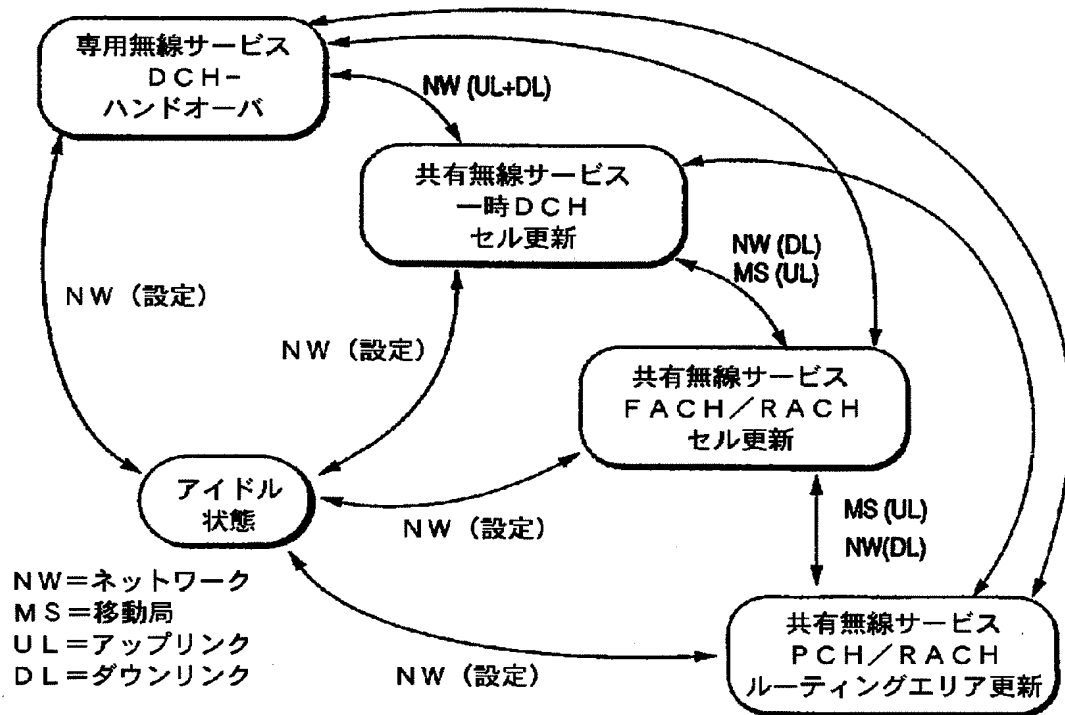 専用無線サービス
DCH-
ハンドオーバ
NW (UL+DL)
共有無線サービス
一時DCH
セル更新
NW (DL)
MS (UL)
NW (設定)
NW (設定)
共有無線サービス
FACH/RACH
セル更新
アイドル
状態
NW (設定)
MS (UL)
NW(DL)
NW=ネットワーク
MS=移動局
UL=アップリンク
DL=ダウンリンク
共有無線サービス
PCH/RACH
ルーティングエリア更新
NW (設定)